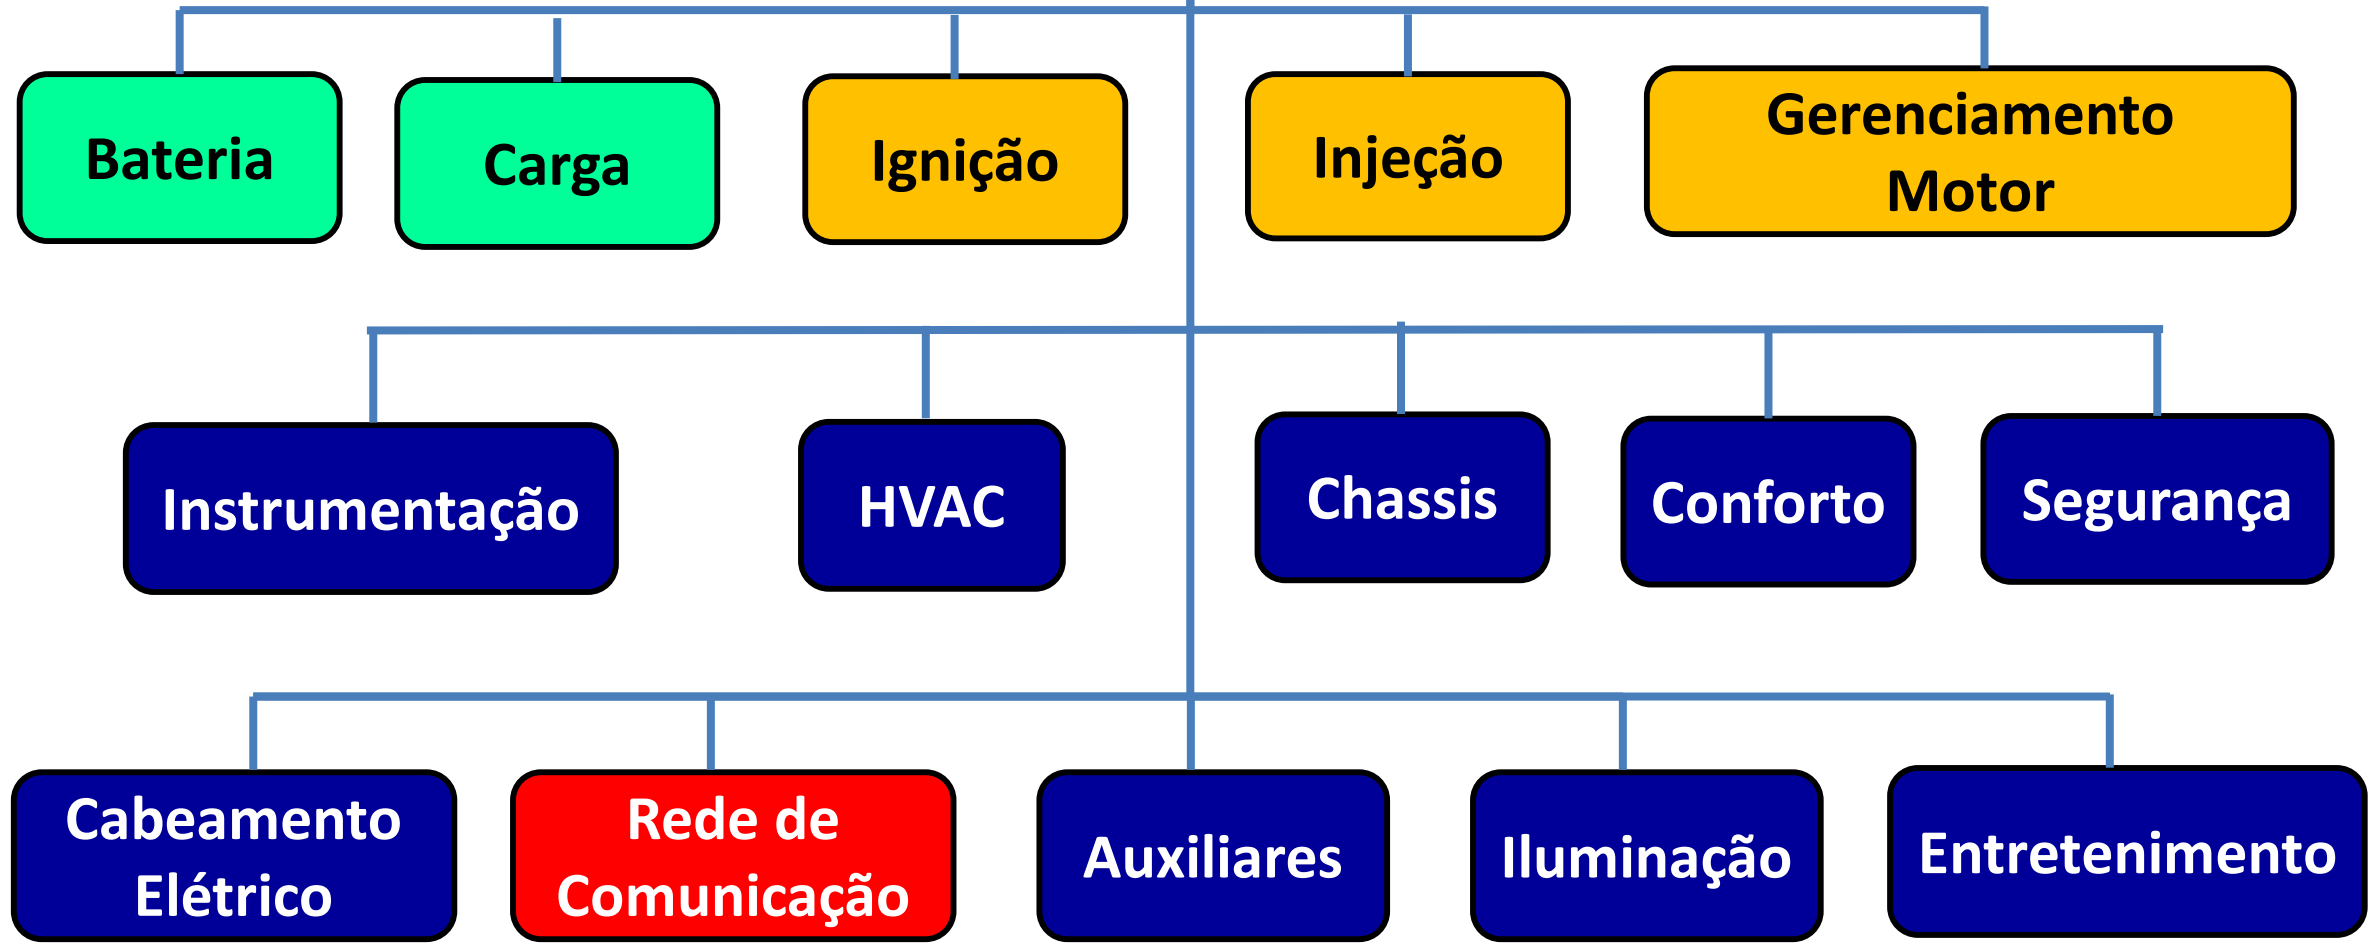 Bateria
Carga
Ignição
Injeção
Gerenciamento
Motor
Instrumentação
HVAC
Chassis
Conforto
Segurança
Cabeamento
Elétrico
Rede de
Comunicação
Auxiliares
Iluminação
Entretenimento